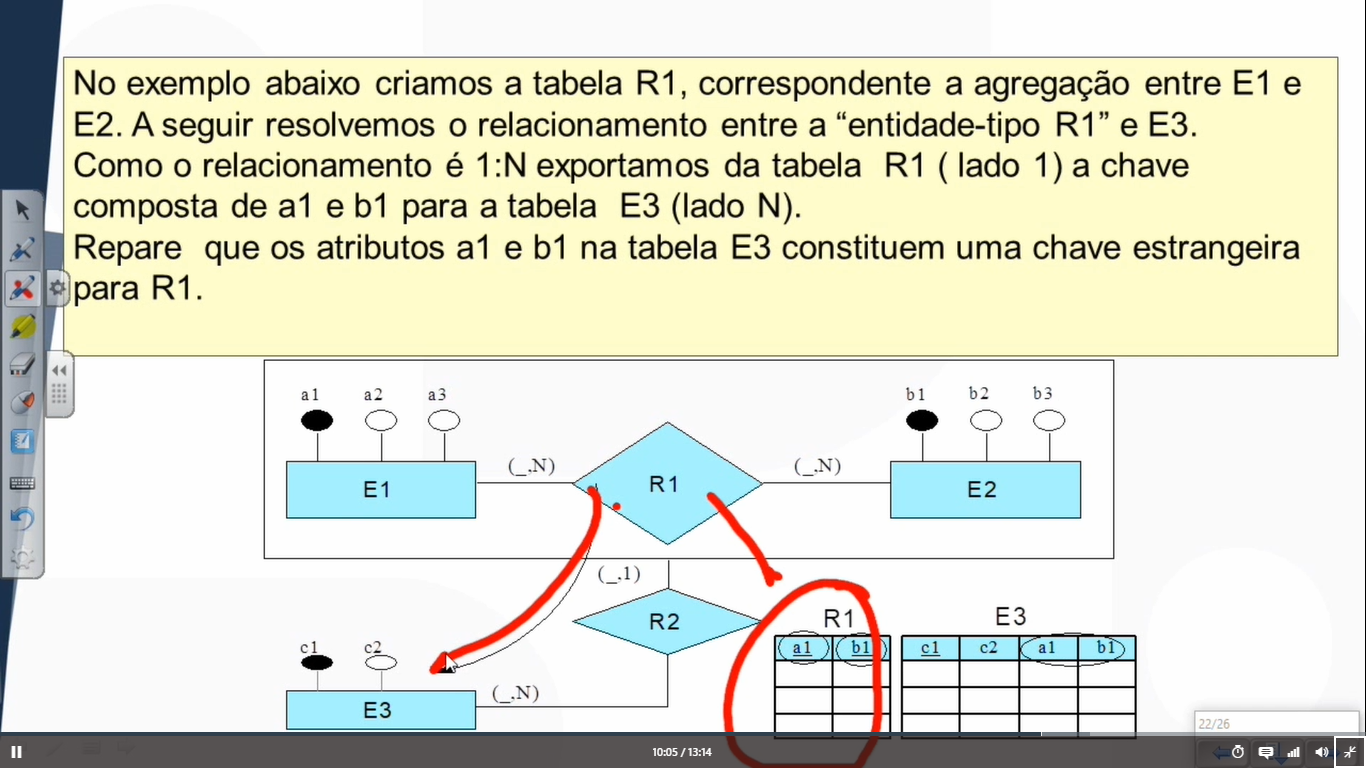 No exemplo abaixo criamos a tabela R1, correspondente a agregação entre E1 e
E2. A seguir resolvemos o relacionamento entre a “entidade-tipo R1” e E3.
Como o relacionamento é 1:N exportamos da tabela R1 ( lado 1) a chave
composta de a1 e b1 para a tabela E3 (lado N).
Repare que os atributos a1 e b1 na tabela E3 constituem uma chave estrangeira
para R1.
a1 a2 a3 b1 b2 b3
(_,N) (_,N)
E1 R1 E2
(_,1)
R2
R1 E3
c1 c2
a1 b1 c1 c2 a1 b1
(_,N)
E3
22/26
10:05 / 13:14